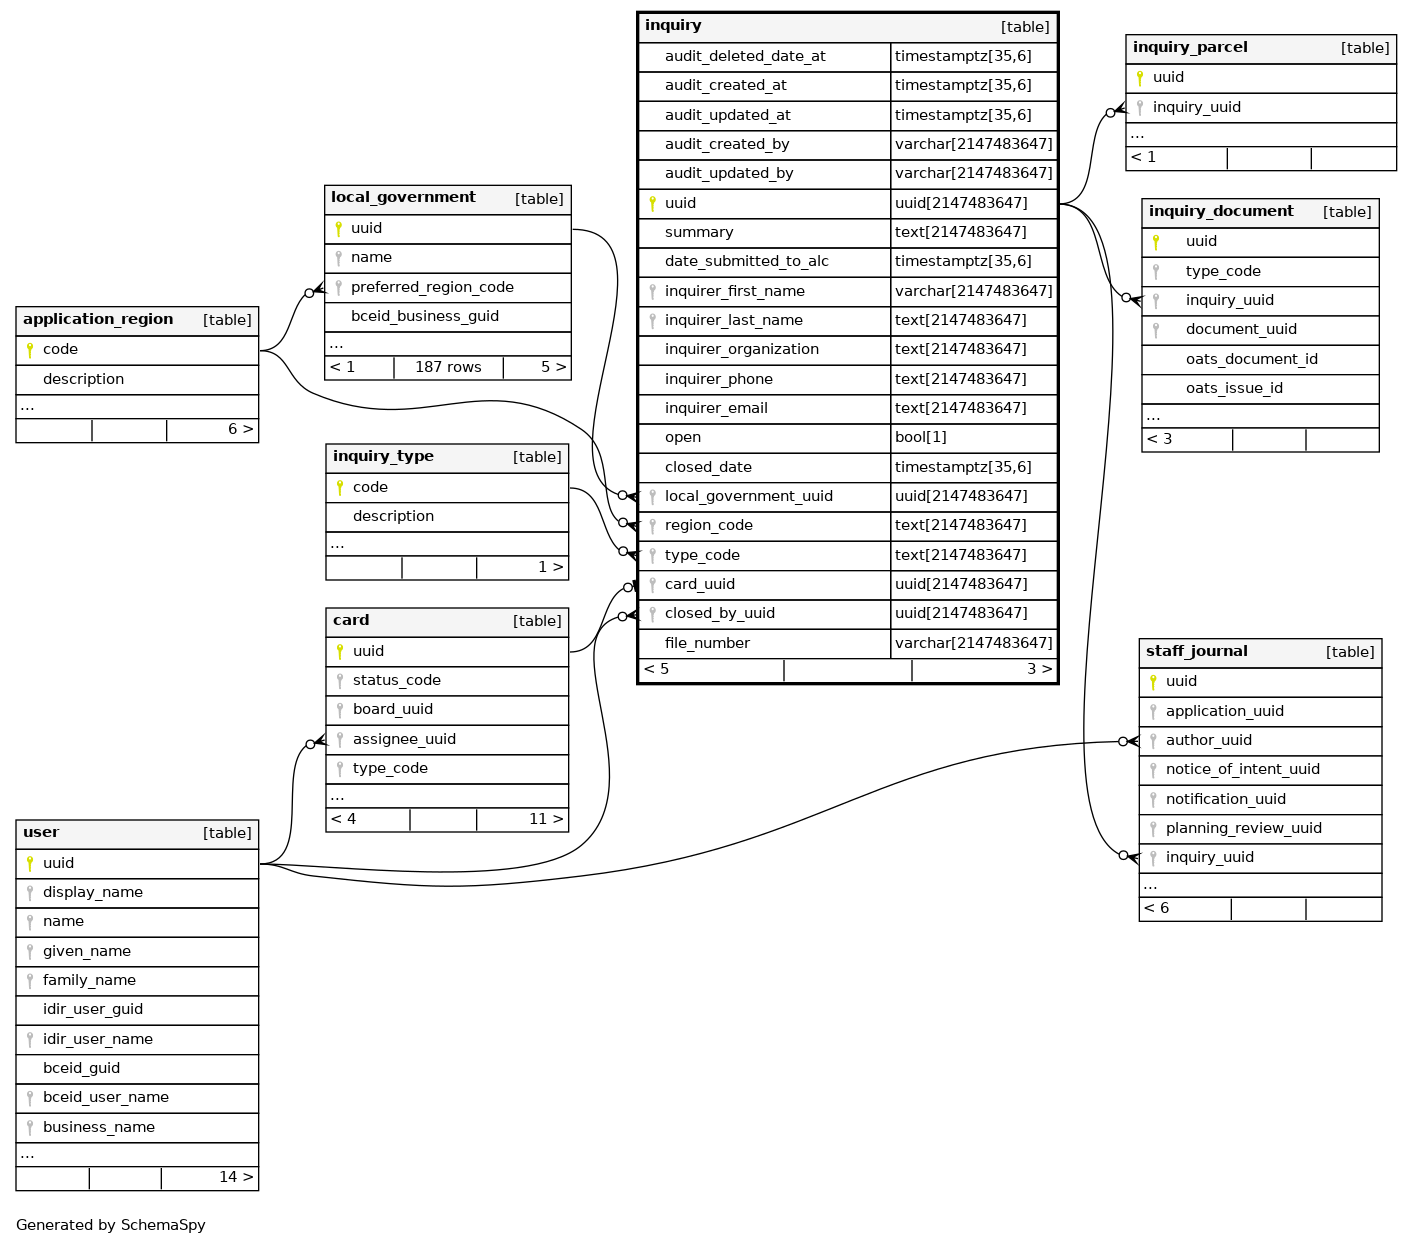 inquiry [table]
audit_deleted_date_at timestamptz[35,6]
audit_created_at timestamptz[35,6]
audit_updated_at timestamptz[35,6]
audit_created_by varchar[2147483647]
audit_updated_by varchar[2147483647]
uuid uuid[2147483647]
summary text[2147483647]
date_submitted_to_alc timestamptz[35,6]
inquirer_first_name varchar[2147483647]
inquirer_last_name text[2147483647]
inquirer_organization text[2147483647]
inquirer_phone text[2147483647]
inquirer_email text[2147483647]
open bool[1]
closed_date timestamptz[35,6]
local_government_uuid uuid[2147483647]
region_code text[2147483647]
type_code text[2147483647]
card_uuid uuid[2147483647]
closed_by_uuid uuid[2147483647]
file_number varchar[2147483647]
< 5 3 >
inquiry_parcel [table]
uuid
inquiry_uuid
...
< 1
local_government [table]
uuid
name
preferred_region_code
bceid_business_guid
...
< 1 187 rows 5 >
inquiry_document [table]
uuid
type_code
inquiry_uuid
document_uuid
oats_document_id
oats_issue_id
...
< 3
application_region [table]
code
description
...
6 >
inquiry_type [table]
code
description
...
1 >
card [table]
uuid
status_code
board_uuid
assignee_uuid
type_code
...
< 4 11 >
staff_journal [table]
uuid
application_uuid
author_uuid
notice_of_intent_uuid
notification_uuid
planning_review_uuid
inquiry_uuid
...
< 6
user [table]
uuid
display_name
name
given_name
family_name
idir_user_guid
idir_user_name
bceid_guid
bceid_user_name
business_name
...
14 >
Generated by SchemaSpy